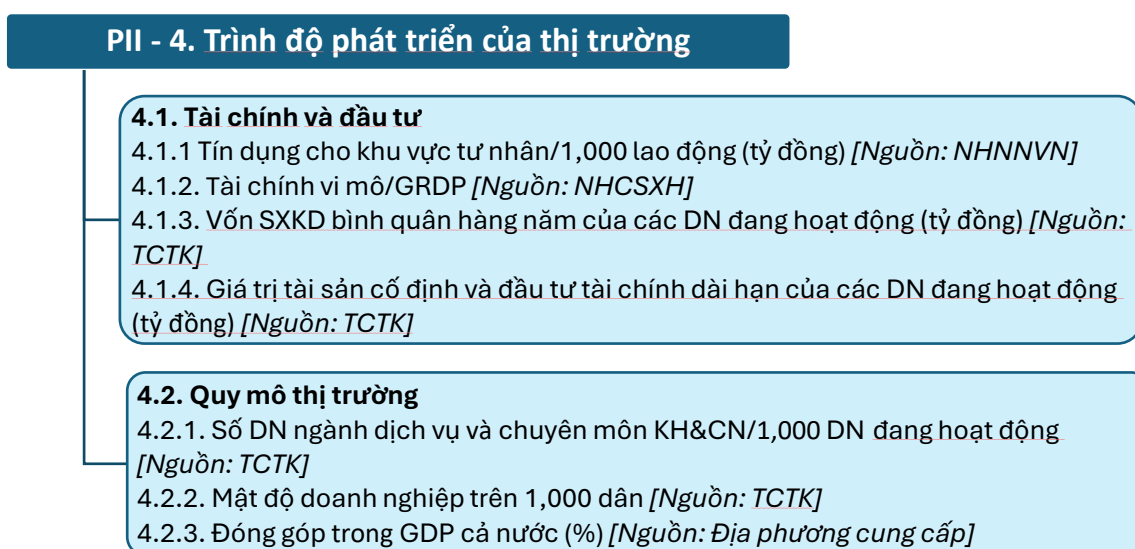 PII - 4. Trình độ phát triển của thị trường
4.1. Tài chính và đầu tư
4.1.1 Tín dụng cho khu vực tư nhân/1,000 lao động (tỷ đồng) [Nguồn: NHNNVN]
4.1.2. Tài chính vi mô/GRDP [Nguồn: NHCSXH]
4.1.3. Vốn SXKD bình quân hàng năm của các DN đang hoạt động (tỷ đồng) [Nguồn:
TCTK]
4.1.4. Giá trị tài sản cố định và đầu tư tài chính dài hạn của các DN đang hoạt động
(tỷ đồng) [Nguồn: TCTK]
4.2. Quy mô thị trường
4.2.1. Số DN ngành dịch vụ và chuyên môn KH&CN/1,000 DN đang hoạt động
[Nguồn: TCTK]
4.2.2. Mật độ doanh nghiệp trên 1,000 dân [Nguồn: TCTK]
4.2.3. Đóng góp trong GDP cả nước (%) [Nguồn: Địa phương cung cấp]